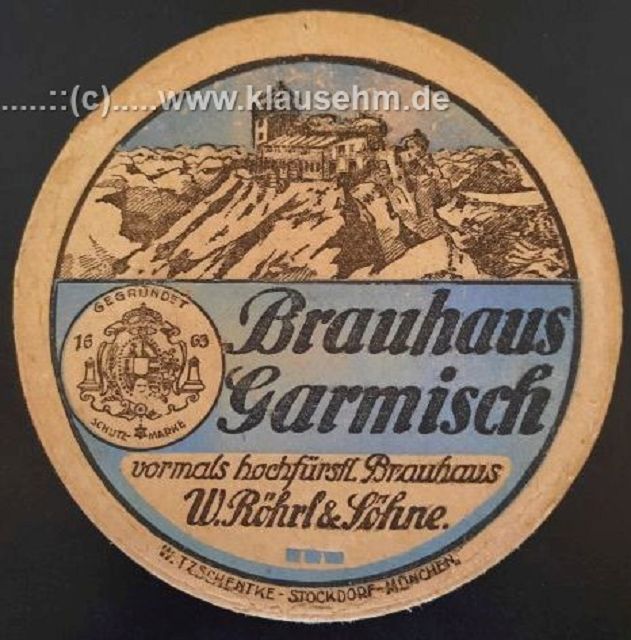 .....::(c).....www.klausehm.de
GEGRÜNDET
16 63
SCHUTZ-MARKE
Brauhaus
Garmisch
vormals hochfürstl. Brauhaus
W. Röhrl & Söhne.
W. TZSCHENTKE - STOCKDORF-MÜNCHEN.